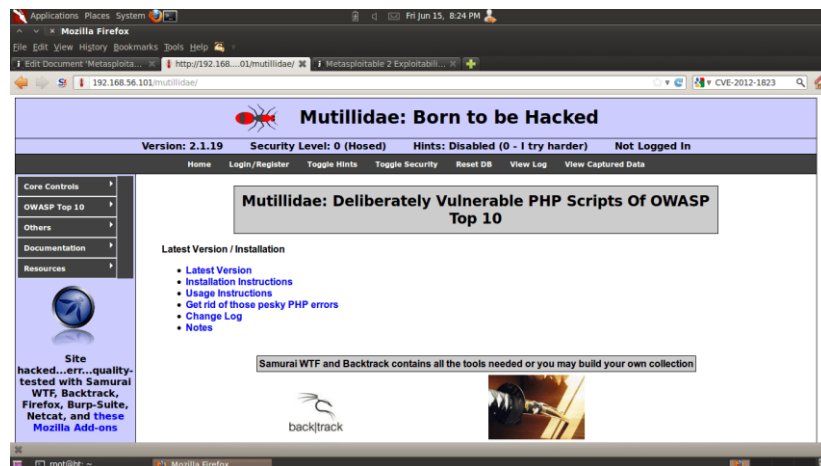 Applications Places System Fri Jun 15, 8:24 PM
Mozilla Firefox
File Edit View History Bookmarks Tools Help
Edit Document 'Metasploita... http://192.168....01/mutillidae/ Metasploitable 2 Exploitabili...
192.168.56.101/mutillidae/ CVE-2012-1823
Mutillidae: Born to be Hacked
Version: 2.1.19 Security Level: 0 (Hosed) Hints: Disabled (0 - I try harder) Not Logged In
Home Login/Register Toggle Hints Toggle Security Reset DB View Log View Captured Data
Core Controls
OWASP Top 10
Others
Documentation
Resources
Site
hacked...err...quality-
tested with Samurai
WTF, Backtrack,
Firefox, Burp-Suite,
Netcat, and these
Mozilla Add-ons
Mutillidae: Deliberately Vulnerable PHP Scripts Of OWASP
Top 10
Latest Version / Installation
Latest Version
Installation Instructions
Usage Instructions
Get rid of those pesky PHP errors
Change Log
Notes
Samurai WTF and Backtrack contains all the tools needed or you may build your own collection
back|track
root@bt: ~ Mozilla Firefox